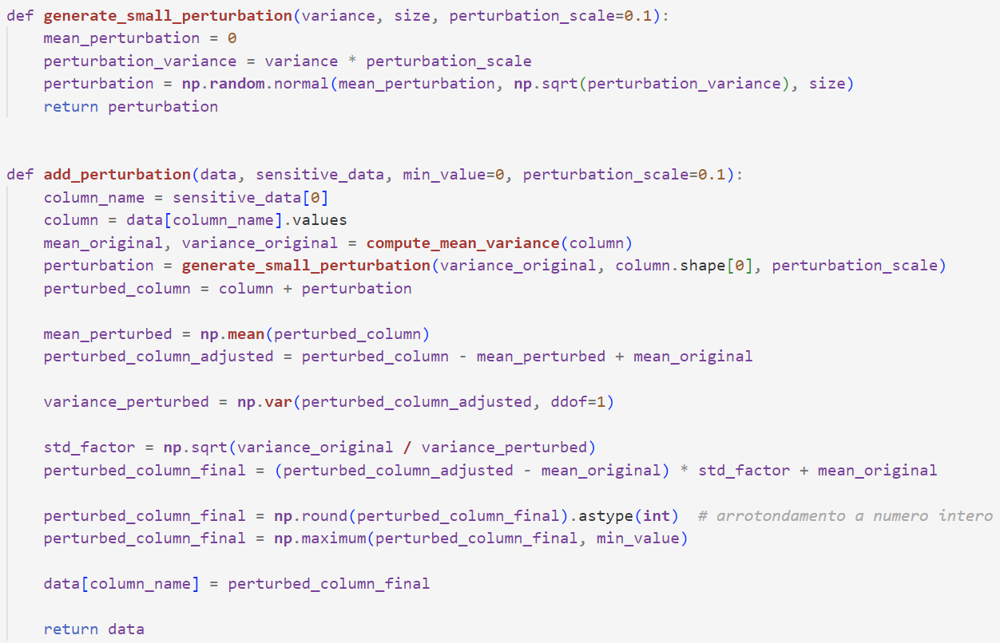 def generate_small_perturbation(variance, size, perturbation_scale=0.1):
    mean_perturbation = 0
    perturbation_variance = variance * perturbation_scale
    perturbation = np.random.normal(mean_perturbation, np.sqrt(perturbation_variance), size)
    return perturbation

def add_perturbation(data, sensitive_data, min_value=0, perturbation_scale=0.1):
    column_name = sensitive_data[0]
    column = data[column_name].values
    mean_original, variance_original = compute_mean_variance(column)
    perturbation = generate_small_perturbation(variance_original, column.shape[0], perturbation_scale)
    perturbed_column = column + perturbation

    mean_perturbed = np.mean(perturbed_column)
    perturbed_column_adjusted = perturbed_column - mean_perturbed + mean_original

    variance_perturbed = np.var(perturbed_column_adjusted, ddof=1)

    std_factor = np.sqrt(variance_original / variance_perturbed)
    perturbed_column_final = (perturbed_column_adjusted - mean_original) * std_factor + mean_original

    perturbed_column_final = np.round(perturbed_column_final).astype(int)  # arrotondamento a numero intero
    perturbed_column_final = np.maximum(perturbed_column_final, min_value)

    data[column_name] = perturbed_column_final

    return data